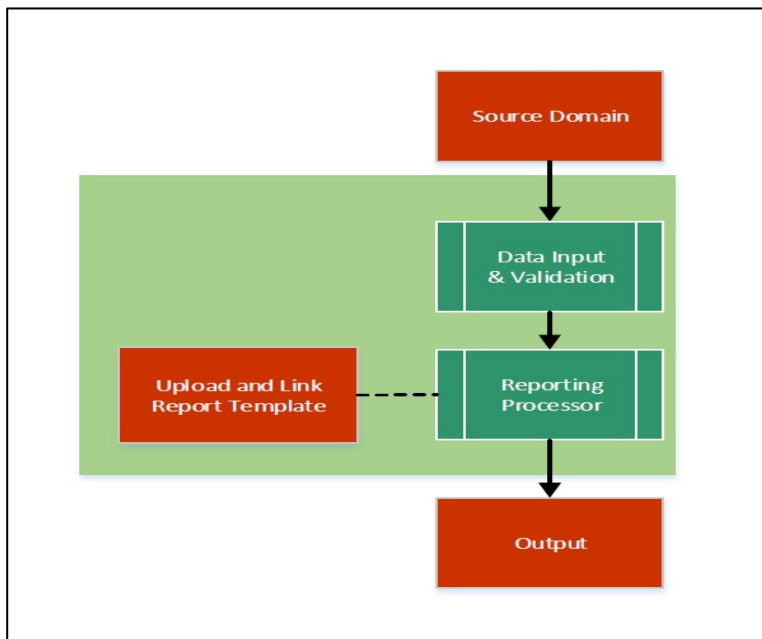 Source Domain
Data Input
& Validation
Upload and Link
Report Template
Reporting
Processor
Output